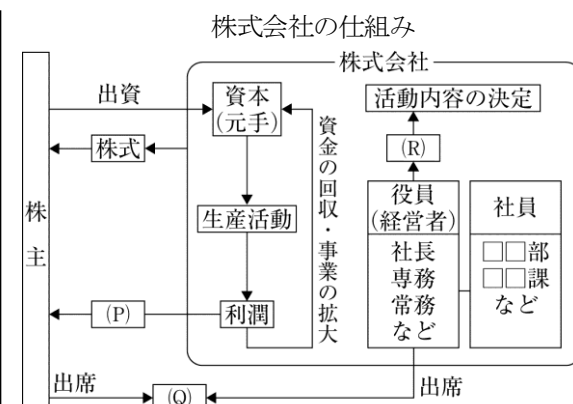 株式会社の仕組み
株式会社
出資
資本
(元手)
活動内容の決定
株式
(R)
資金の回収・事業の拡大
役員
(経営者)
社員
株主
生産活動
社長
専務
常務
など
□□部
□□課
など
(P)
利潤
出席
(Q)
出席